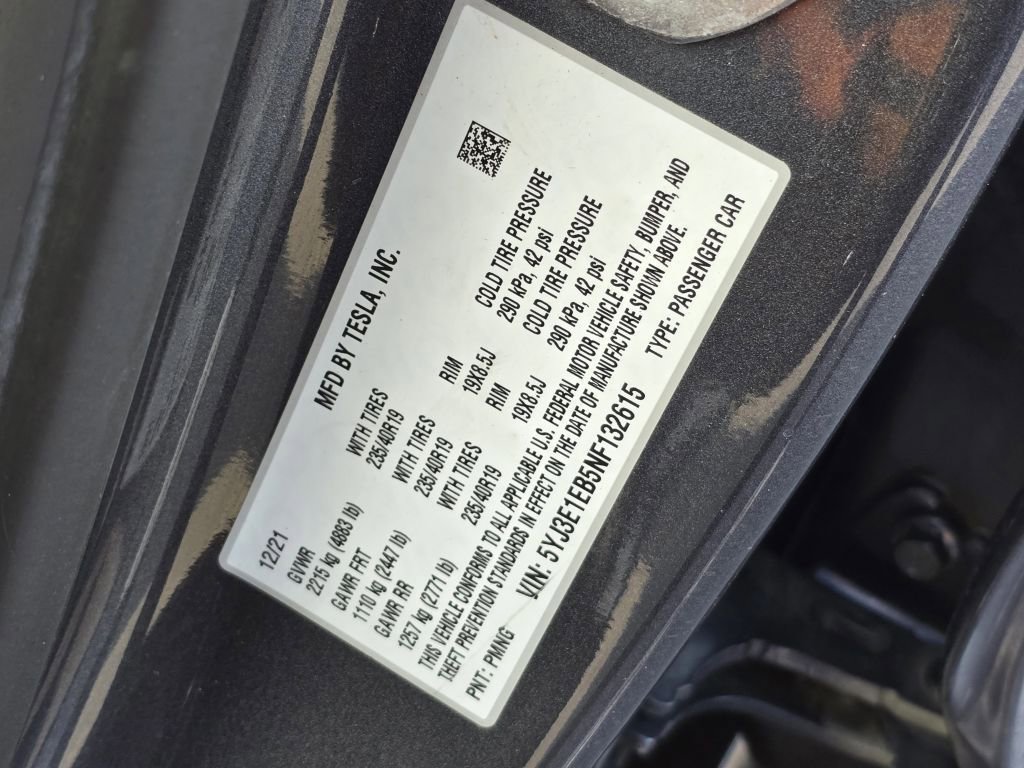 MFD BY TESLA, INC.
12/21
GVWR WITH TIRES
2215 kg (4883 lb) 235/40R19
GAWR FRT WITH TIRES RIM COLD TIRE PRESSURE
1110 kg (2447 lb) 235/40R19 19X8.5J 290 kPa, 42 psi
GAWR RR WITH TIRES RIM COLD TIRE PRESSURE
1257 kg (2771 lb) 235/40R19 19X8.5J 290 kPa, 42 psi
THIS VEHICLE CONFORMS TO ALL APPLICABLE U.S. FEDERAL MOTOR VEHICLE SAFETY, BUMPER, AND
THEFT PREVENTION STANDARDS IN EFFECT ON THE DATE OF MANUFACTURE SHOWN ABOVE.
VIN: 5YJ3E1EB5NF132615 TYPE: PASSENGER CAR
PNT: PMNG